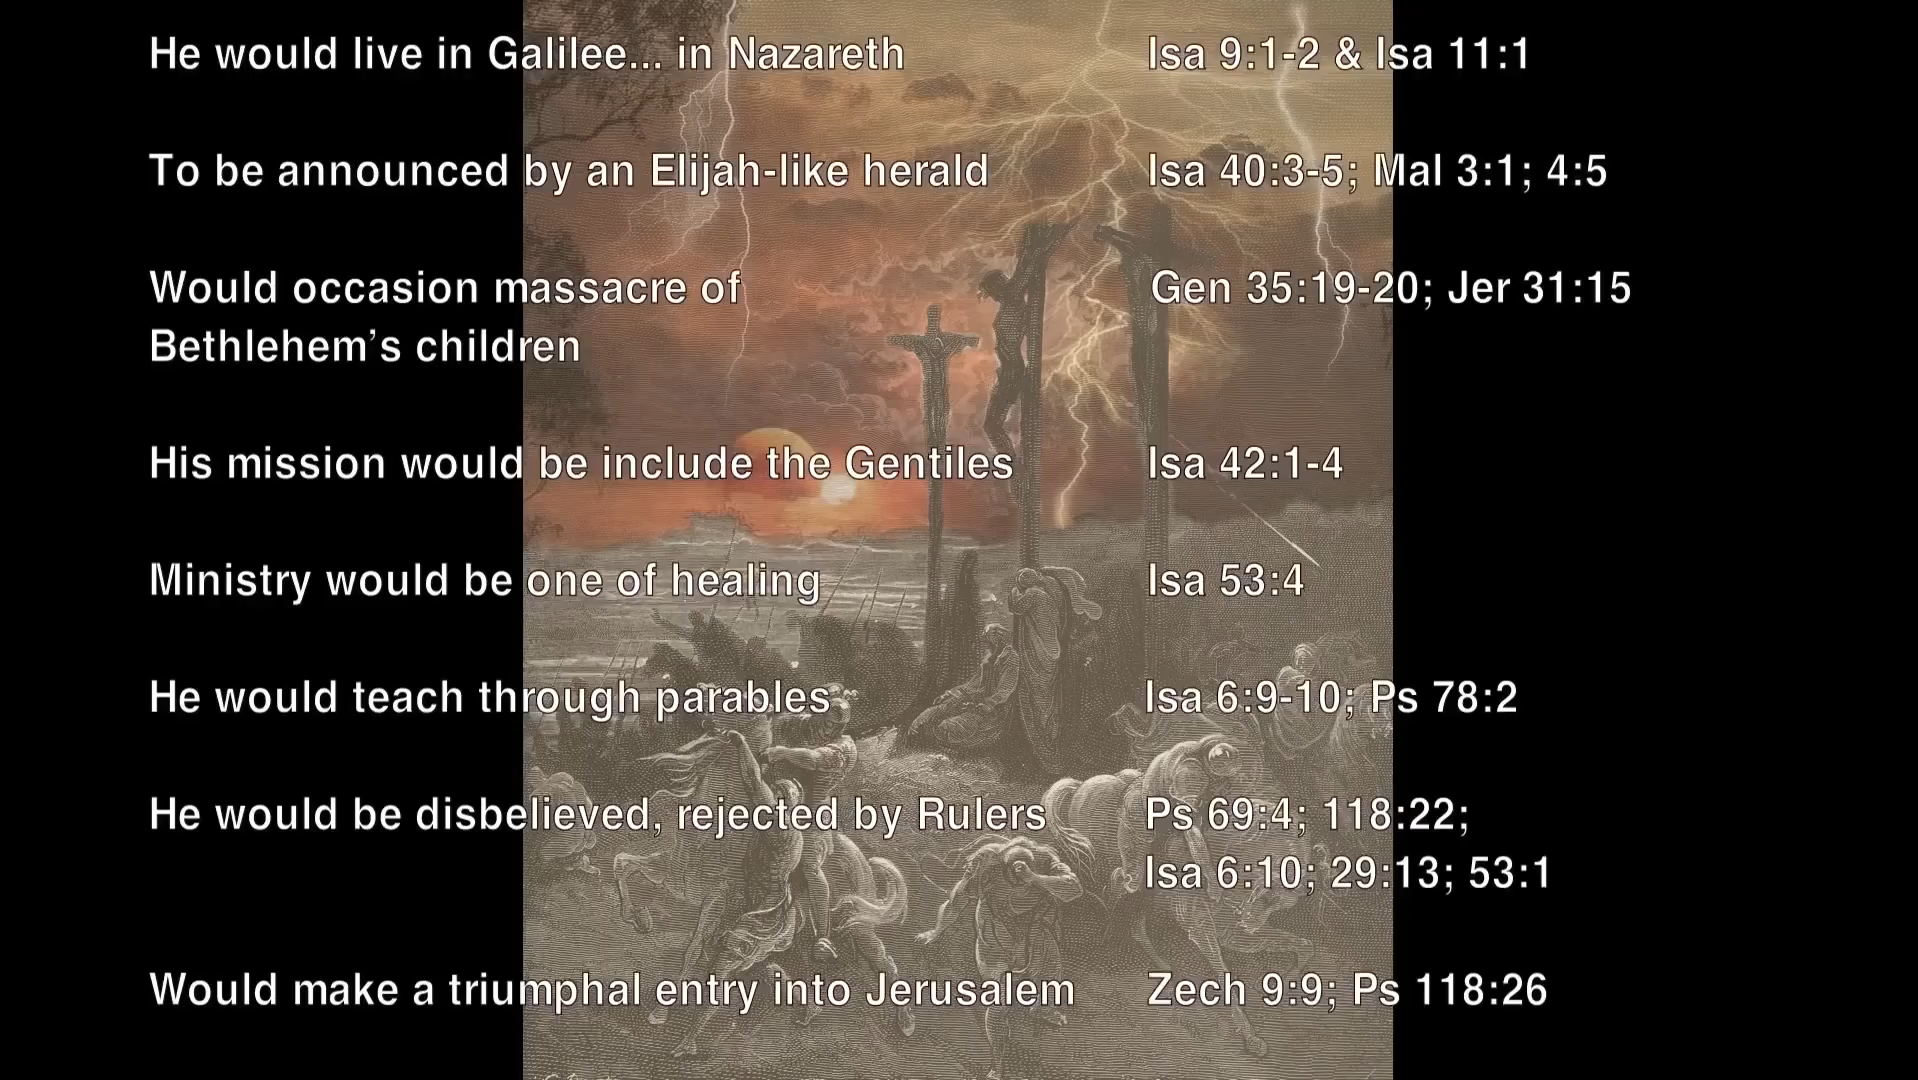 He would live in Galilee... in Nazareth Isa 9:1-2 & Isa 11:1
To be announced by an Elijah-like herald Isa 40:3-5; Mal 3:1; 4:5
Would occasion massacre of Gen 35:19-20; Jer 31:15
Bethlehem’s children
His mission would be include the Gentiles Isa 42:1-4
Ministry would be one of healing Isa 53:4
He would teach through parables Isa 6:9-10; Ps 78:2
He would be disbelieved, rejected by Rulers Ps 69:4; 118:22;
Isa 6:10; 29:13; 53:1
Would make a triumphal entry into Jerusalem Zech 9:9; Ps 118:26